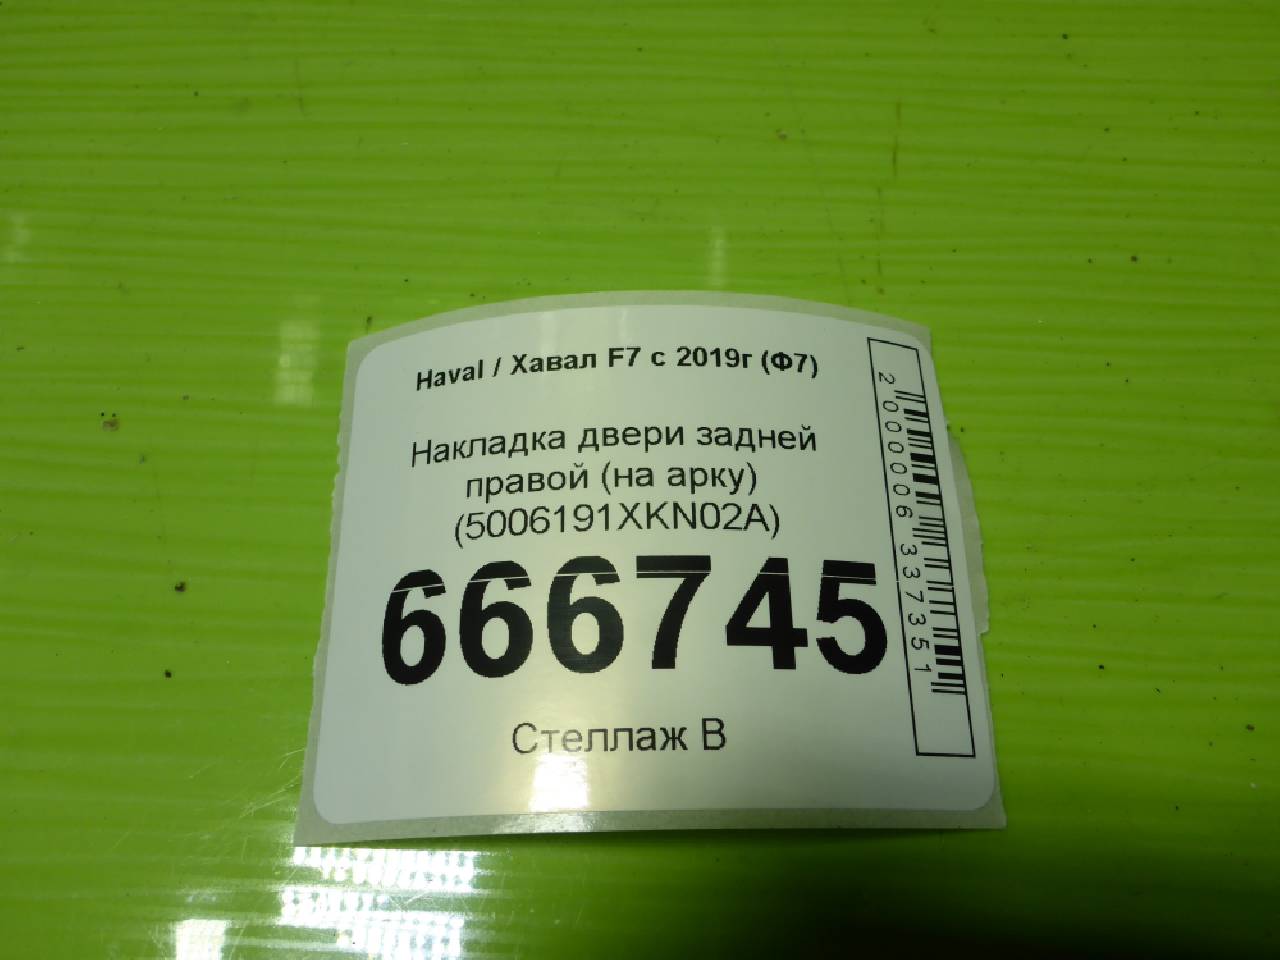 Haval / Хавал F7 с 2019г (Ф7)
Накладка двери задней
правой (на арку)
(5006191XKN02A)
666745
Стеллаж В
2000006337351